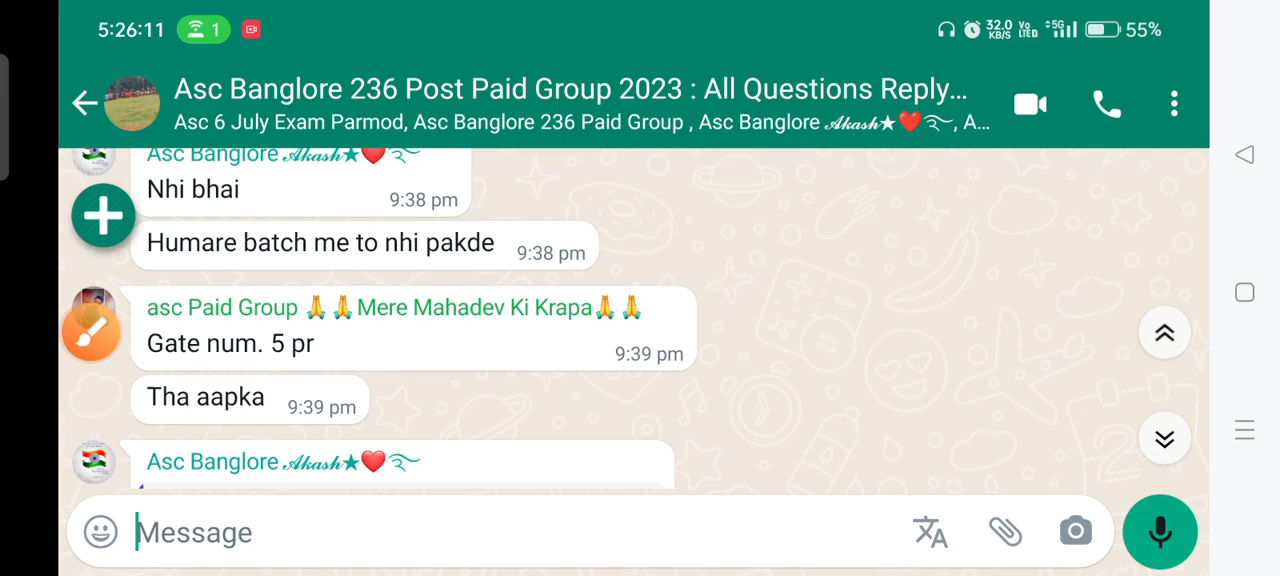 5:26:11 1 32.0 KB/S Vo LTED 5G 55%
Asc Banglore 236 Post Paid Group 2023 : All Questions Reply...
Asc 6 July Exam Parmod, Asc Banglore 236 Paid Group , Asc Banglore 𝓐𝓴𝓪𝓼𝓱★❤️࿐, A...
Asc Banglore 𝓐𝓴𝓪𝓼𝓱★❤️࿐
Nhi bhai 9:38 pm
Humare batch me to nhi pakde 9:38 pm
asc Paid Group 🙏🙏Mere Mahadev Ki Krapa🙏🙏
Gate num. 5 pr 9:39 pm
Tha aapka 9:39 pm
Asc Banglore 𝓐𝓴𝓪𝓼𝓱★❤️࿐
Message